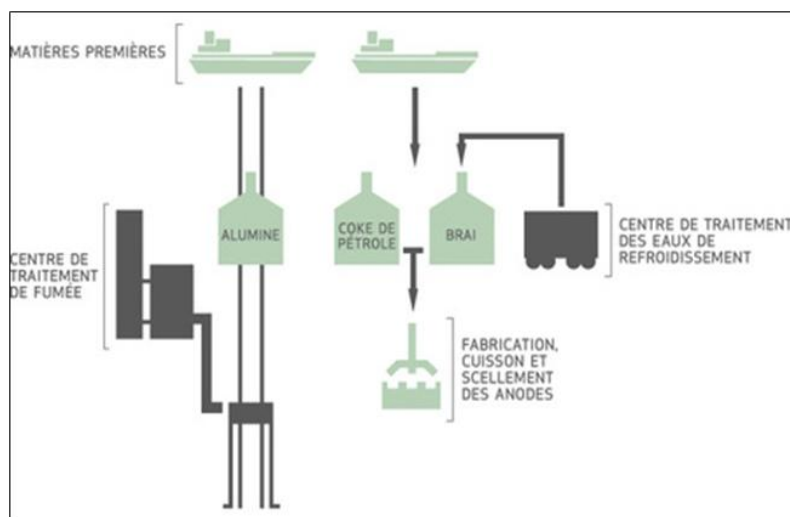 MATIÈRES PREMIÈRES
ALUMINE
COKE DE
PÉTROLE
BRAI
CENTRE DE TRAITEMENT
DES EAUX DE
REFROIDISSEMENT
CENTRE DE
TRAITEMENT
DE FUMÉE
FABRICATION,
CUISSON ET
SCELLEMENT
DES ANODES